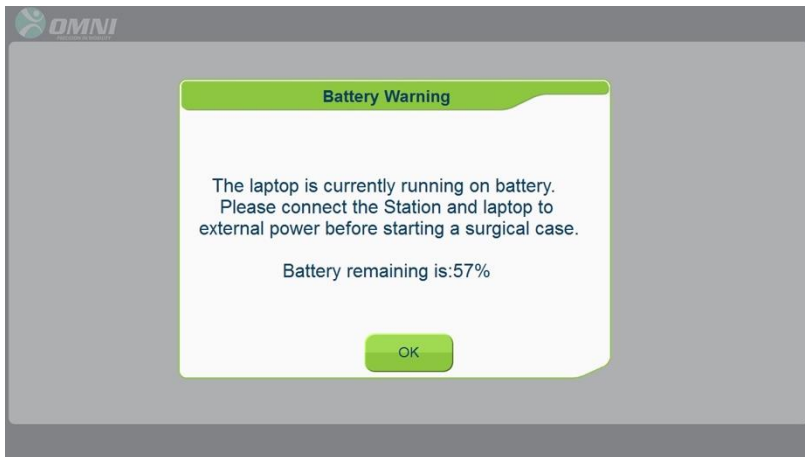 OMNI
Battery Warning
The laptop is currently running on battery.
Please connect the Station and laptop to
external power before starting a surgical case.
Battery remaining is:57%
OK